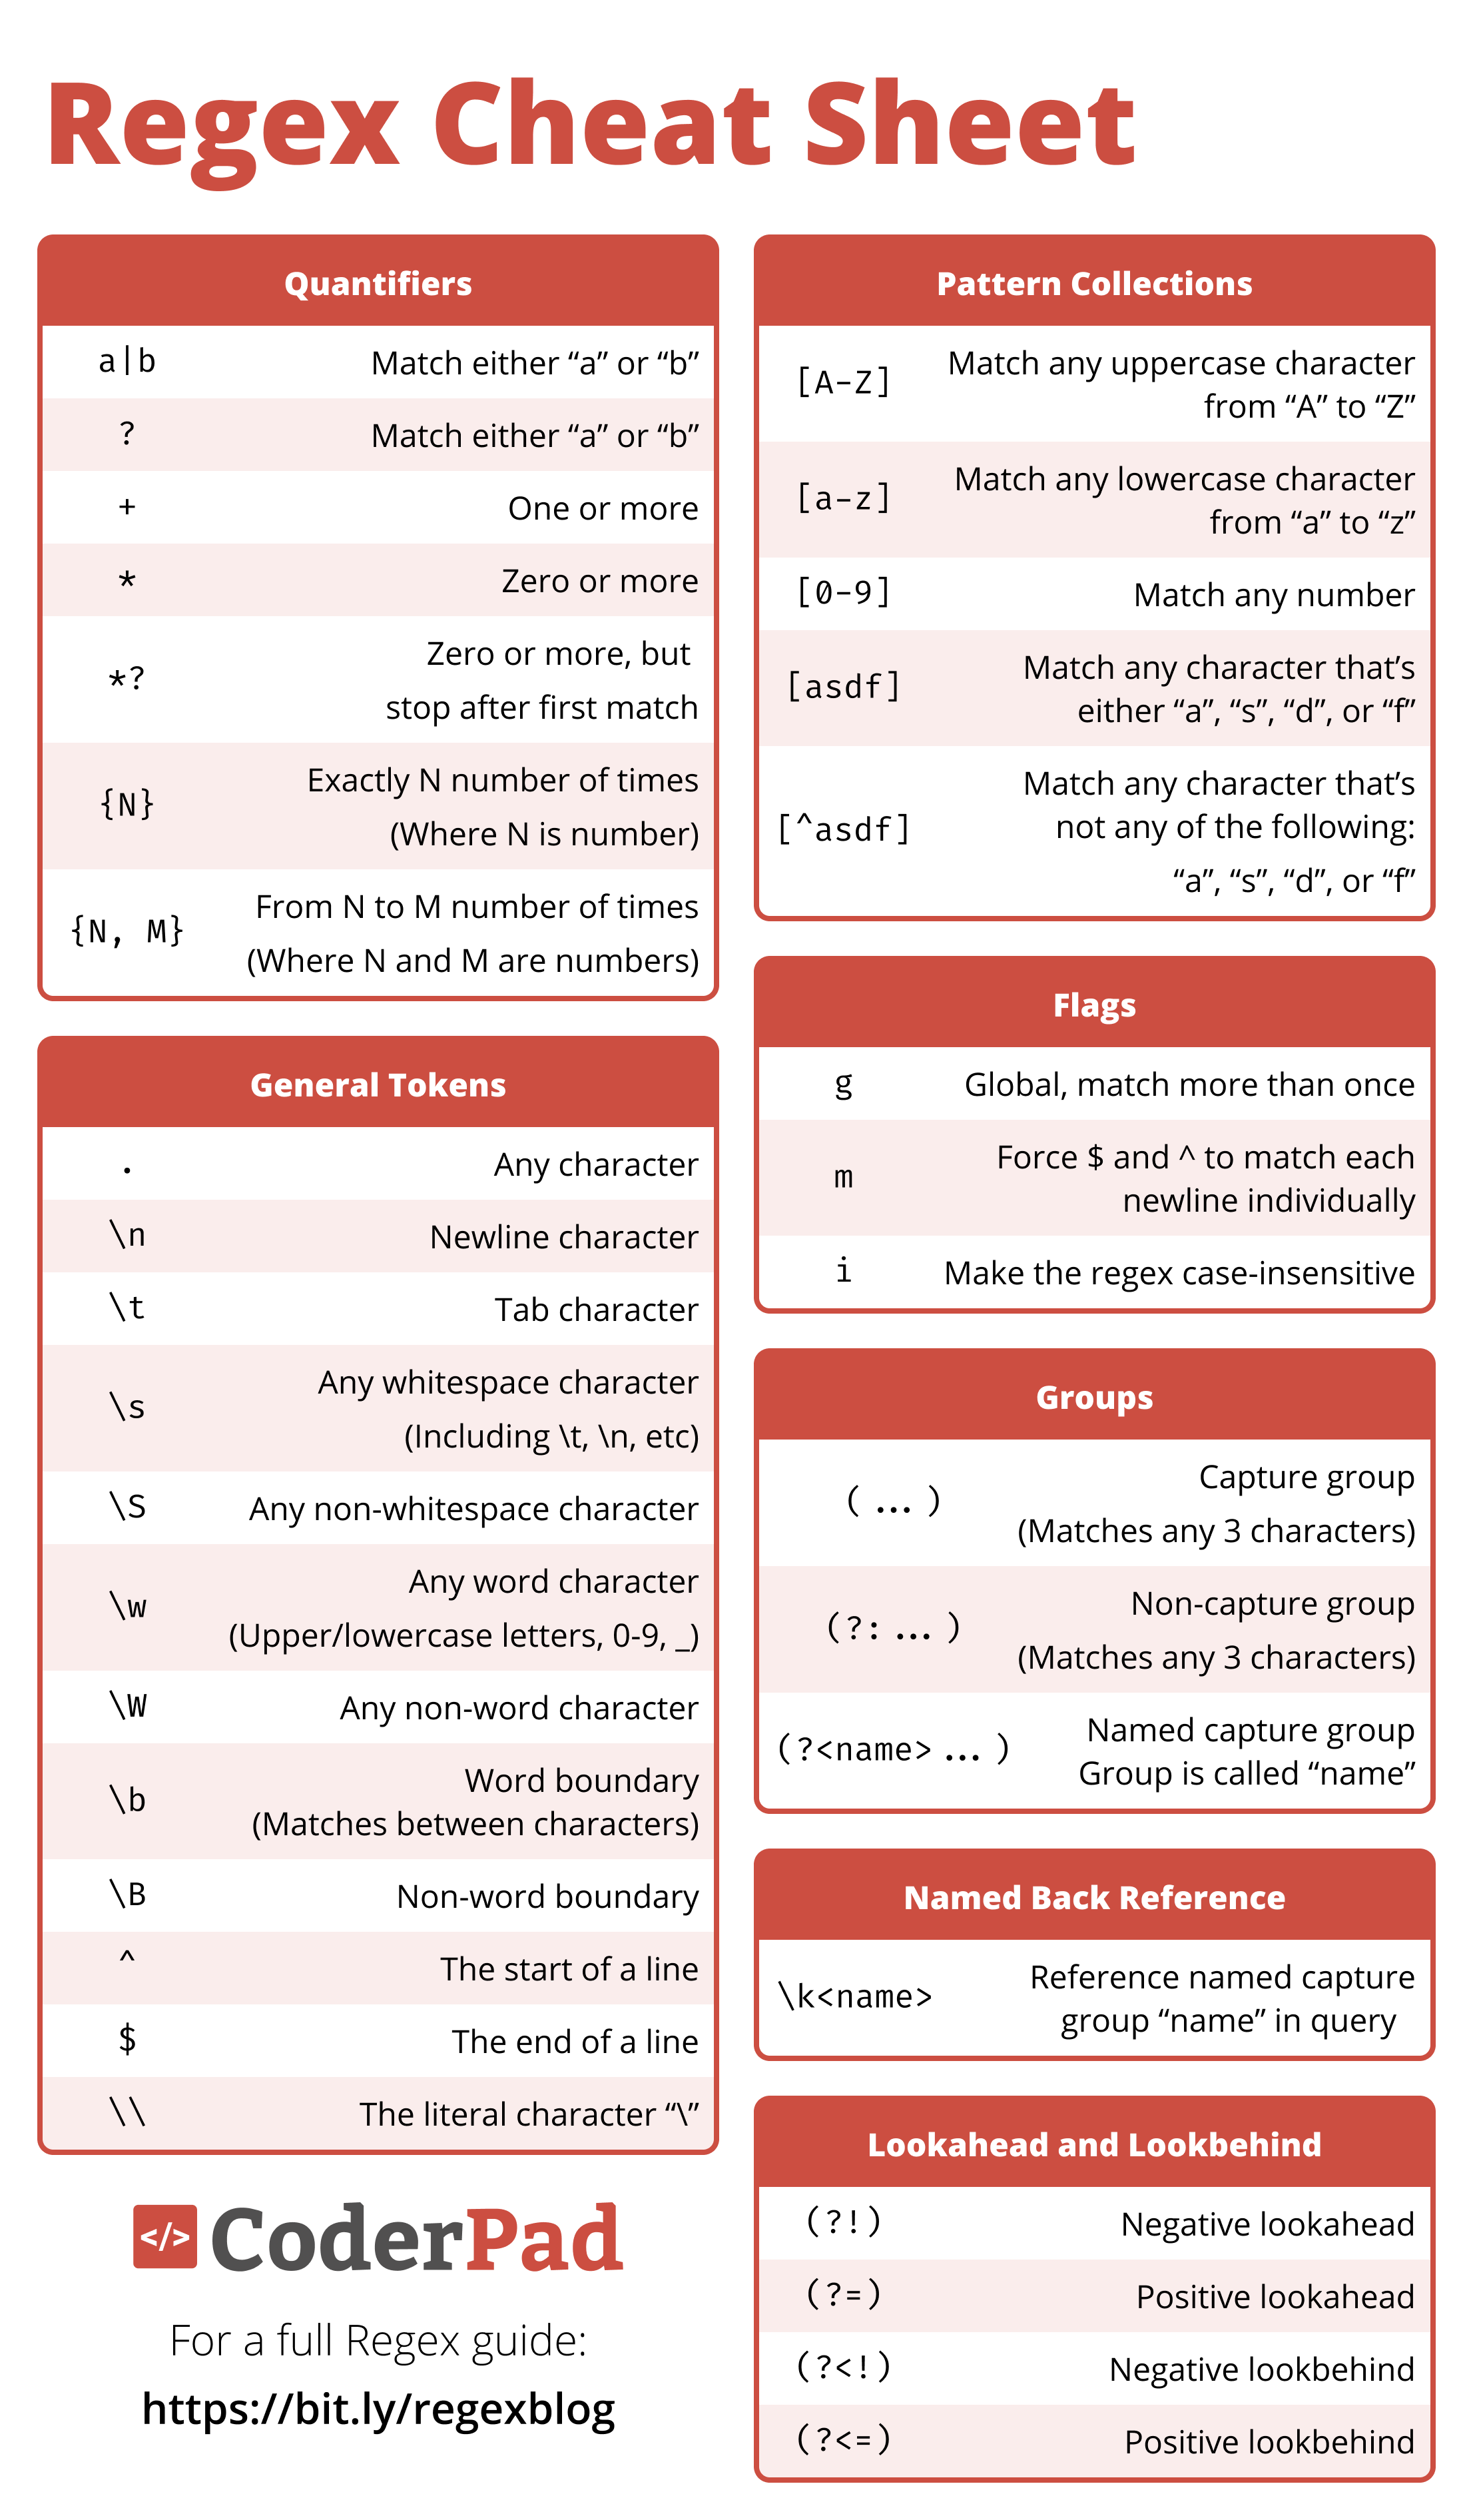 Regex Cheat Sheet
Quantifiers
a|b Match either “a” or “b”
? Match either “a” or “b”
+ One or more
* Zero or more
*? Zero or more, but
stop after first match
{N} Exactly N number of times
(Where N is number)
{N, M} From N to M number of times
(Where N and M are numbers)
General Tokens
. Any character
\n Newline character
\t Tab character
\s Any whitespace character
(Including \t, \n, etc)
\S Any non-whitespace character
\w Any word character
(Upper/lowercase letters, 0-9, _)
\W Any non-word character
\b Word boundary
(Matches between characters)
\B Non-word boundary
^ The start of a line
$ The end of a line
\\ The literal character “\”
</> CoderPad
For a full Regex guide:
https://bit.ly/regexblog
Pattern Collections
[A-Z] Match any uppercase character
from “A” to “Z”
[a-z] Match any lowercase character
from “a” to “z”
[0-9] Match any number
[asdf] Match any character that’s
either “a”, “s”, “d”, or “f”
[^asdf] Match any character that’s
not any of the following:
“a”, “s”, “d”, or “f”
Flags
g Global, match more than once
m Force $ and ^ to match each
newline individually
i Make the regex case-insensitive
Groups
(...) Capture group
(Matches any 3 characters)
(?:...) Non-capture group
(Matches any 3 characters)
(?<name>...) Named capture group
Group is called “name”
Named Back Reference
\k<name> Reference named capture
group “name” in query
Lookahead and Lookbehind
(?!) Negative lookahead
(?=) Positive lookahead
(?<!) Negative lookbehind
(?<=) Positive lookbehind